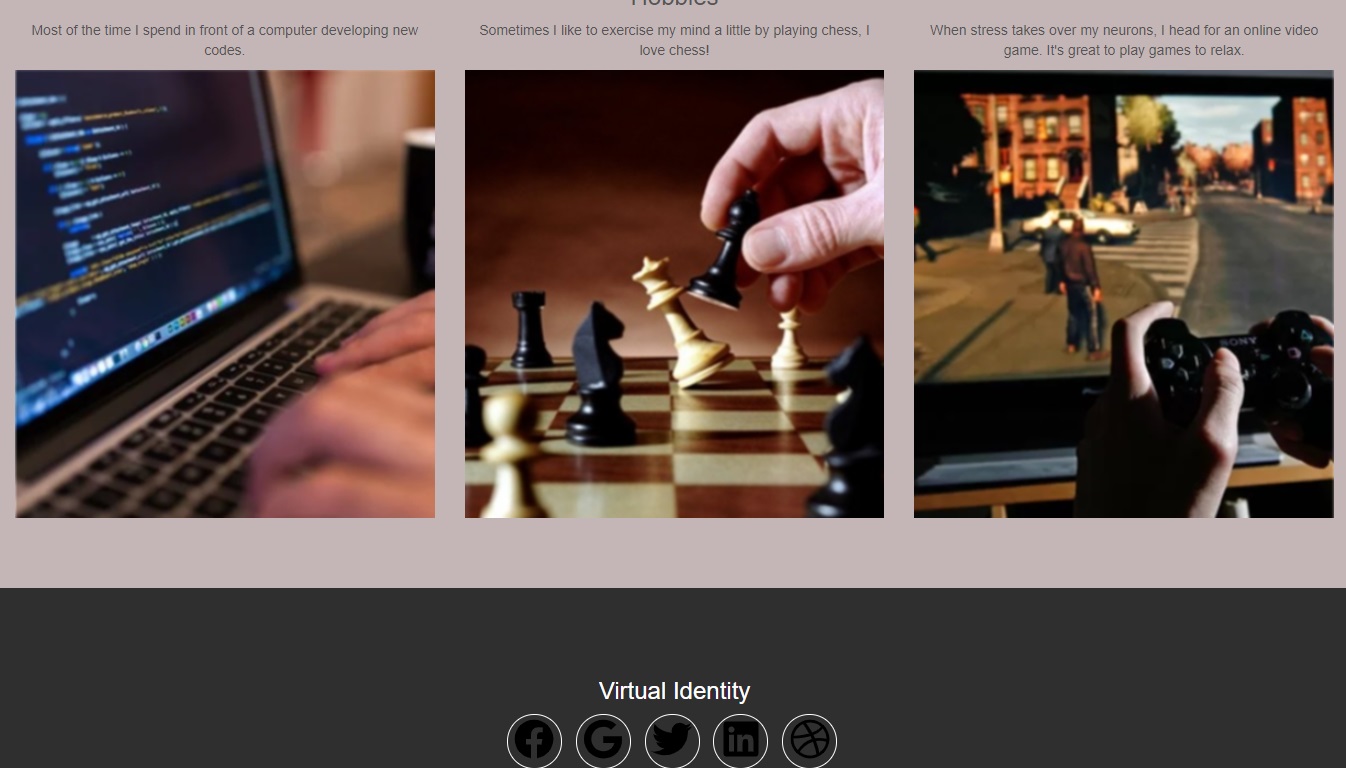 Hobbies
Most of the time I spend in front of a computer developing new
codes.
Sometimes I like to exercise my mind a little by playing chess, I
love chess!
When stress takes over my neurons, I head for an online video
game. It's great to play games to relax.
SONY
Virtual Identity